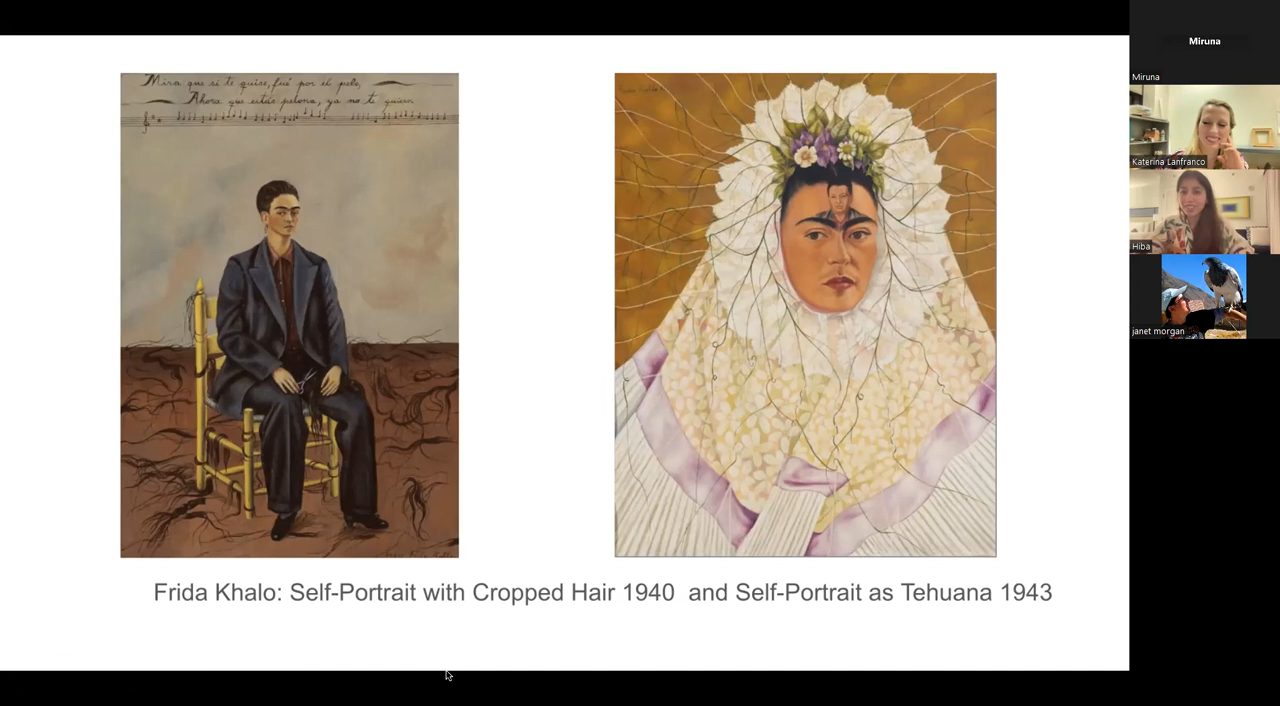 Mira que si te quise, fué por el pelo,
Ahora que estás pelona, ya no te quiero.
Frida Khalo: Self-Portrait with Cropped Hair 1940  and Self-Portrait as Tehuana 1943
Miruna
Miruna
Katerina Lanfranco
Hiba
janet morgan